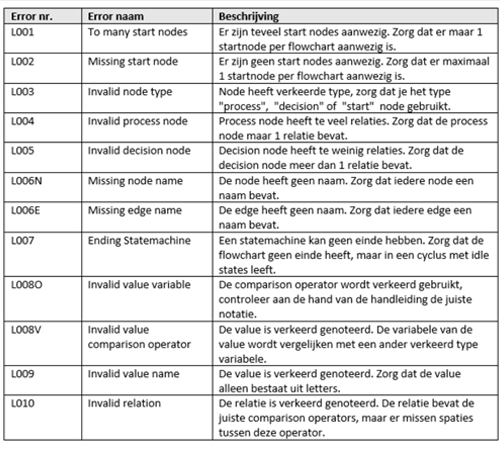 Error nr. Error naam Beschrijving
L001 To many start nodes Er zijn teveel start nodes aanwezig. Zorg dat er maar 1
startnode per flowchart aanwezig is.
L002 Missing start node Er zijn geen start nodes aanwezig. Zorg dat er maximaal
1 startnode per flowchart aanwezig is.
L003 Invalid node type Node heeft verkeerde type, zorg dat je het type
"process", "decision" of "start" node gebruikt.
L004 Invalid process node Process node heeft te veel relaties. Zorg dat de process
node maar 1 relatie bevat.
L005 Invalid decision node Decision node heeft te weinig relaties. Zorg dat de
decision node meer dan 1 relatie bevat.
L006N Missing node name De node heeft geen naam. Zorg dat iedere node een
naam bevat.
L006E Missing edge name De edge heeft geen naam. Zorg dat iedere edge een
naam bevat.
L007 Ending Statemachine Een statemachine kan geen einde hebben. Zorg dat de
flowchart geen einde heeft, maar in een cyclus met idle
states leeft.
L008O Invalid value variable De comparison operator wordt verkeerd gebruikt,
controleer aan de hand van de handleiding de juiste
notatie.
L008V Invalid value De value is verkeerd genoteerd. De variabele van de
comparison operator value wordt vergelijken met een ander verkeerd type
variabele.
L009 Invalid value name De value is verkeerd genoteerd. Zorg dat de value
alleen bestaat uit letters.
L010 Invalid relation De relatie is verkeerd genoteerd. De relatie bevat de
juiste comparison operators, maar er missen spaties
tussen deze operator.